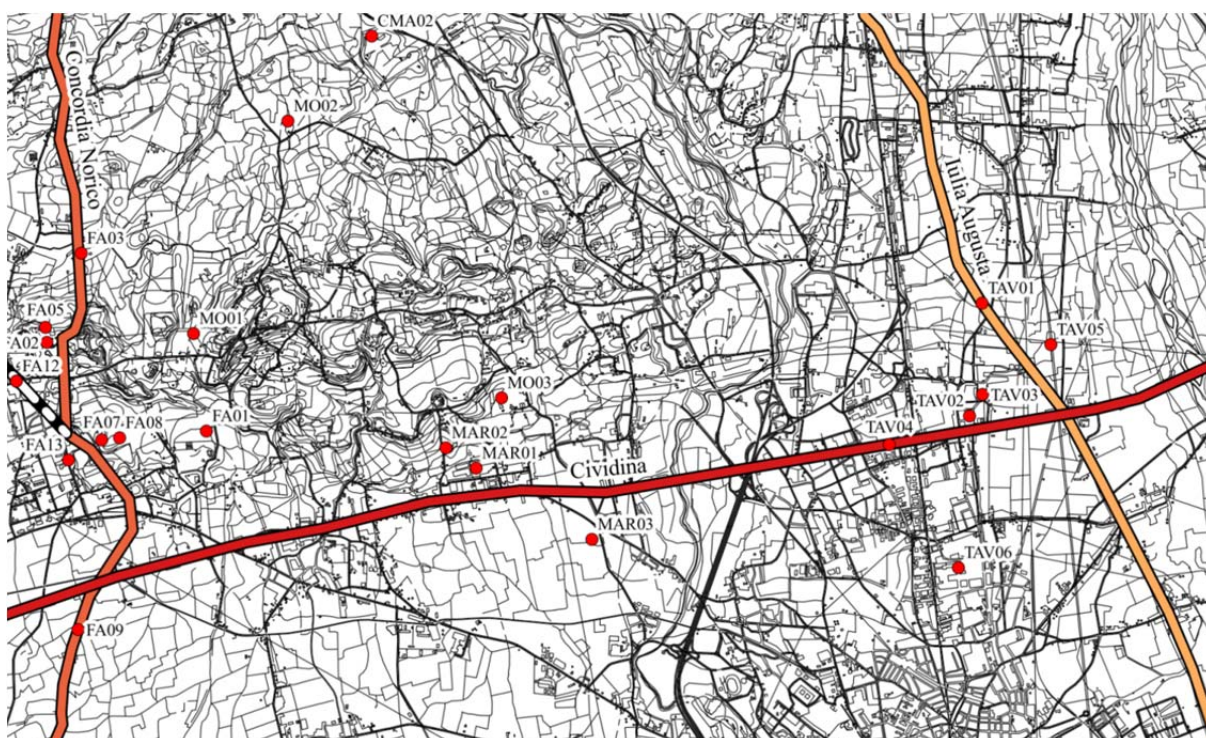 CMA02
Concordia Norico
MO02
Iulia Augusta
FA03
TAV01
FA05
MO01
FA02
TAV05
FA12
MO03
TAV03
TAV02
FA07
FA08
FA01
TAV04
FA13
MAR02
MAR01
Cividina
MAR03
TAV06
FA09